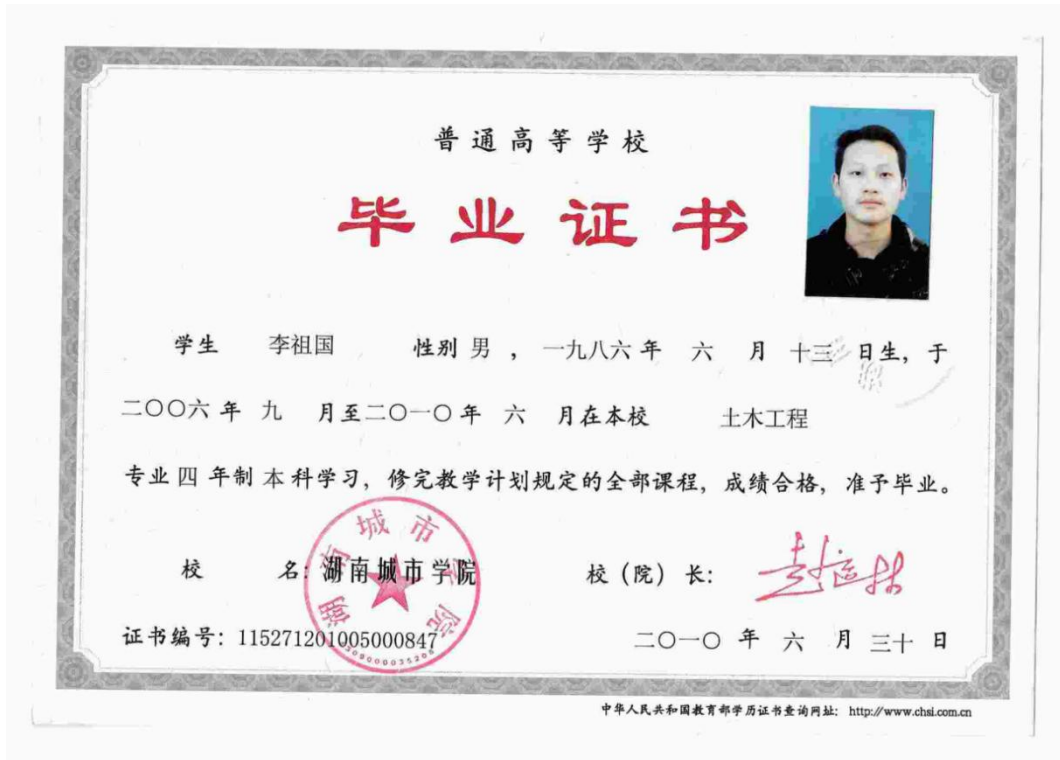 普通高等学校
毕业证书
学生 李祖国 性别 男 , 一九八六 年 六 月 十三 日生, 于
二〇〇六 年 九 月至二〇一〇 年 六 月在本校 土木工程
专业 四 年制 本 科学习, 修完教学计划规定的全部课程, 成绩合格, 准予毕业。
湖南城市学院
校 名: 湖南城市学院 校 (院) 长:
证书编号: 115271201005000847 二〇一〇 年 六 月 三十 日
中华人民共和国教育部学历证书查询网址: http://www.chsi.com.cn